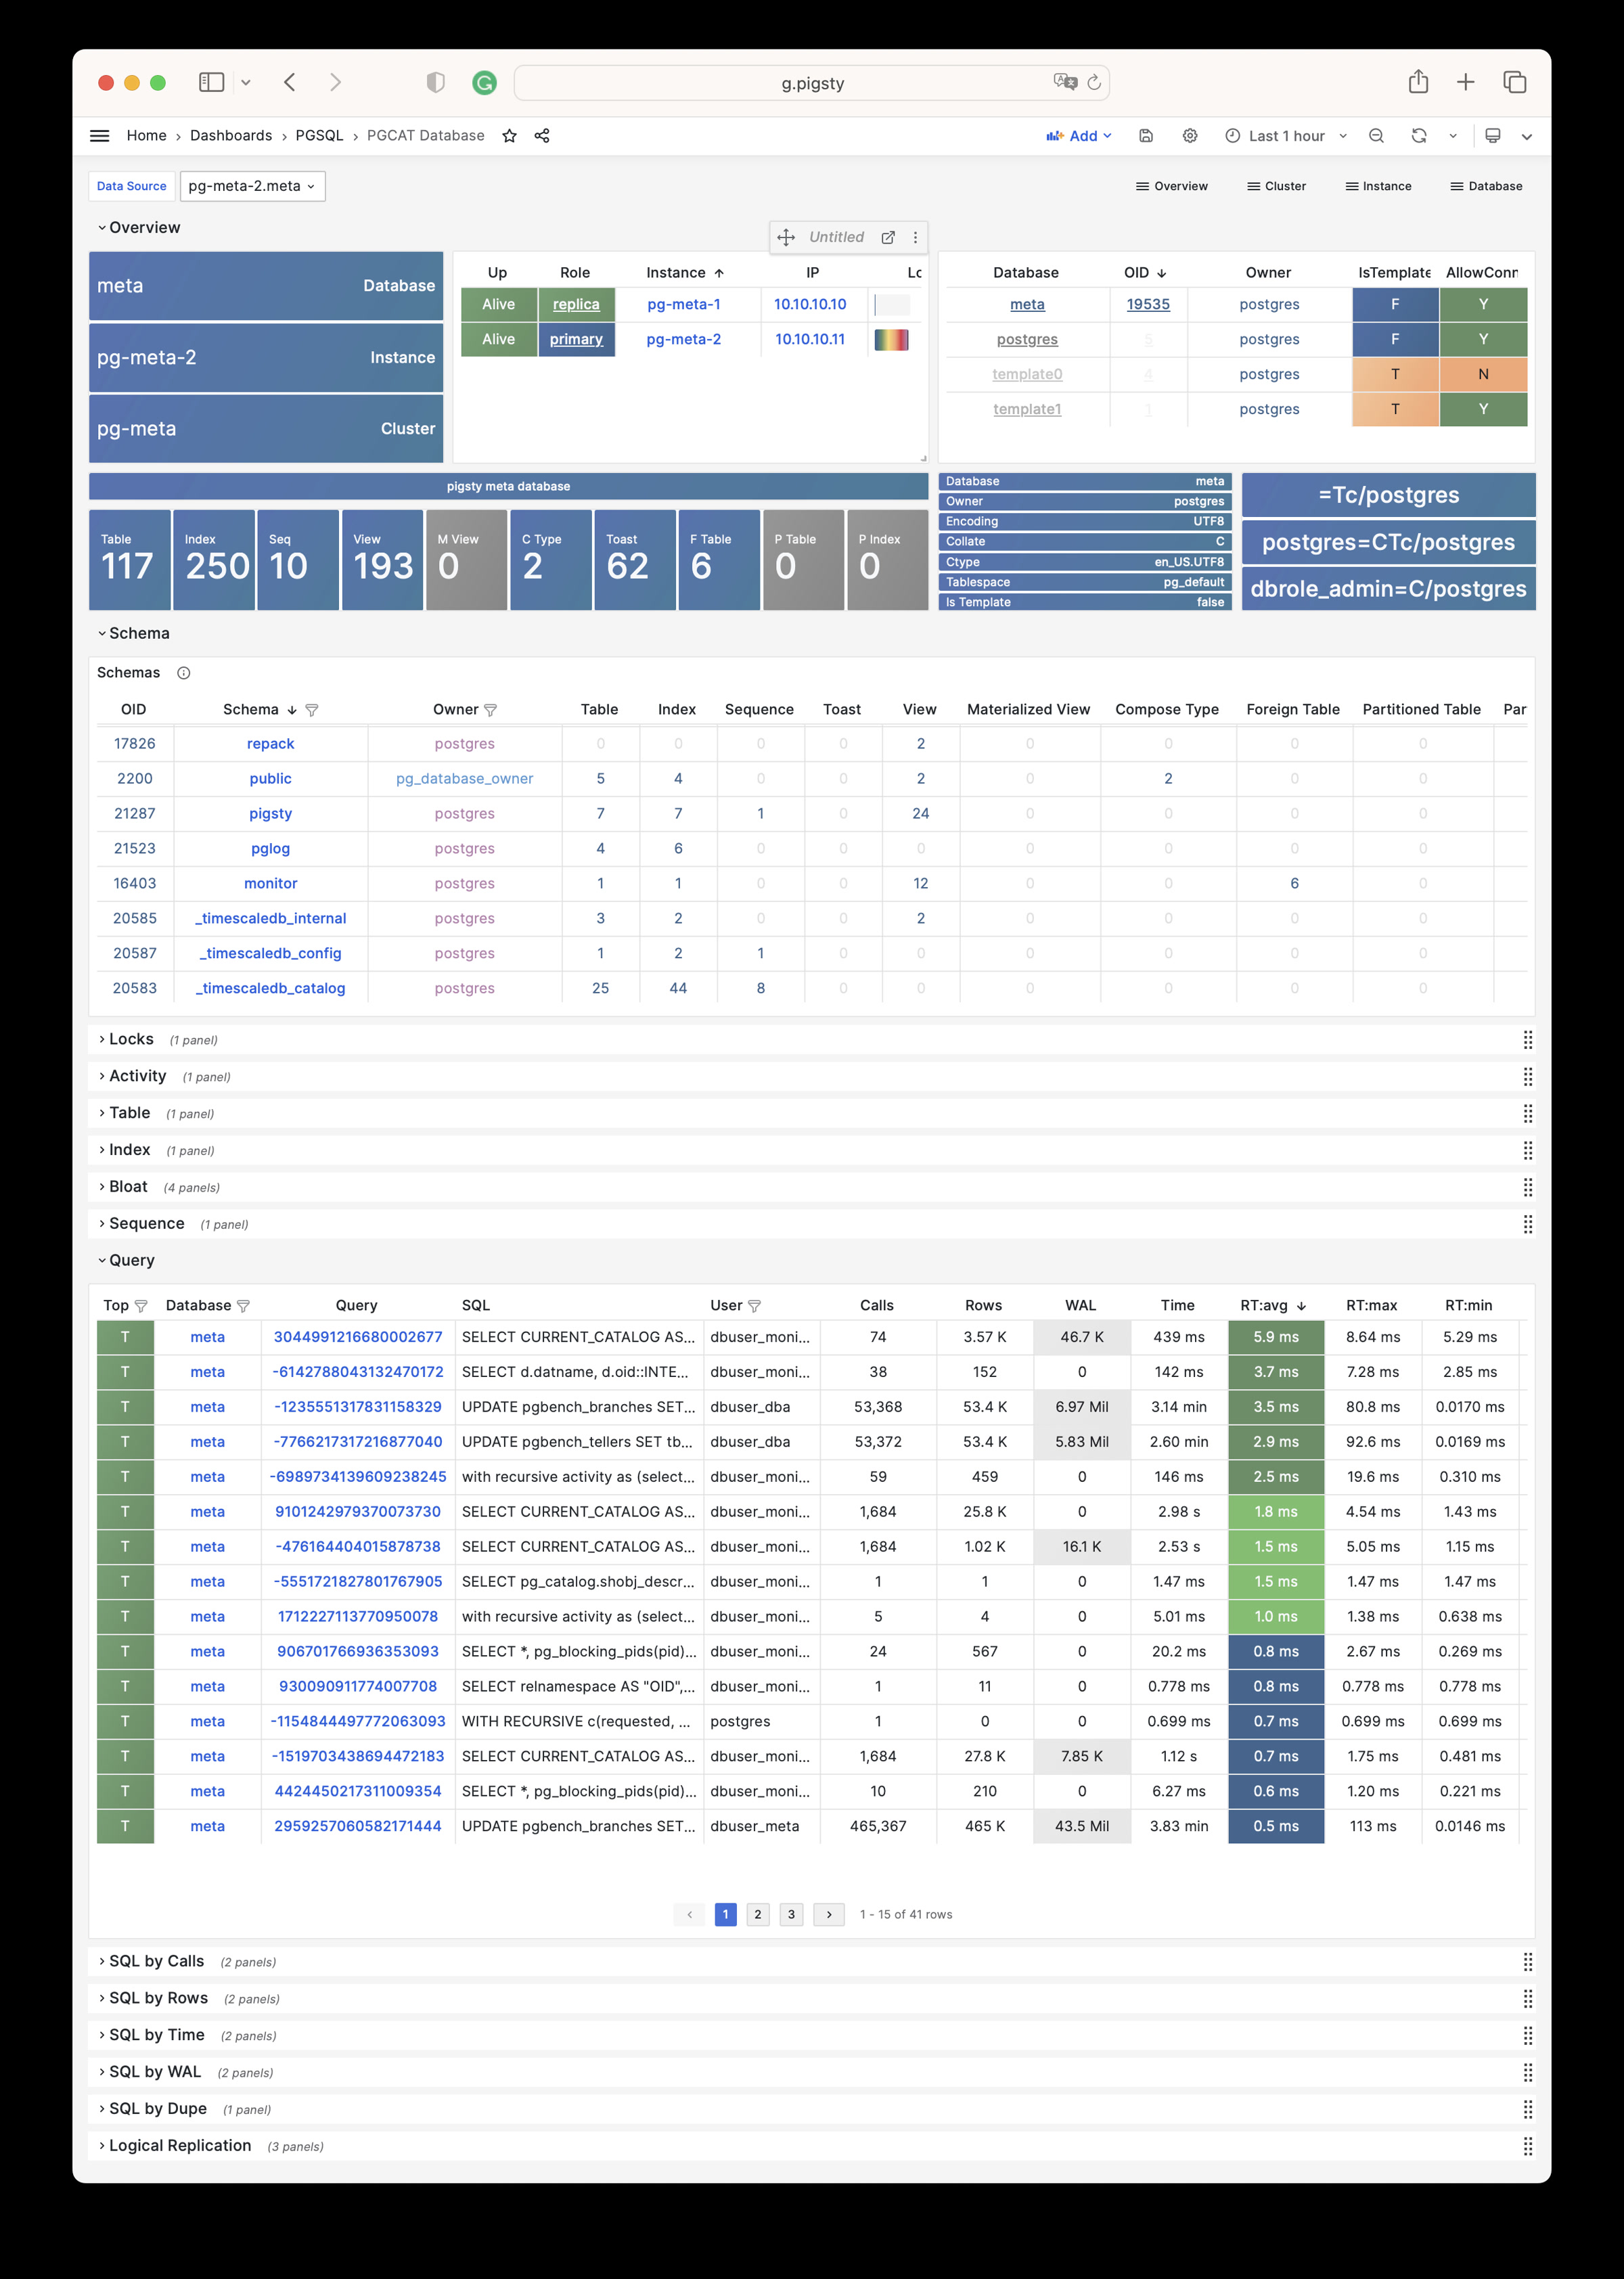 g.pigsty
Home › Dashboards › PGSQL › PGCAT Database Add Last 1 hour
Data Source pg-meta-2.meta Overview Cluster Instance Database
Overview
Untitled
meta Database
pg-meta-2 Instance
pg-meta Cluster
Up Role Instance IP Lc
Alive replica pg-meta-1 10.10.10.10
Alive primary pg-meta-2 10.10.10.11
Database OID Owner IsTemplate AllowConn
meta 19535 postgres F Y
postgres 5 postgres F Y
template0 4 postgres T N
template1 1 postgres T Y
pigsty meta database
Table Index Seq View M View C Type Toast F Table P Table P Index
117 250 10 193 0 2 62 6 0 0
Database meta
Owner postgres
Encoding UTF8
Collate C
Ctype en_US.UTF8
Tablespace pg_default
Is Template false
=Tc/postgres
postgres=CTc/postgres
dbrole_admin=C/postgres
Schema
Schemas
OID Schema Owner Table Index Sequence Toast View Materialized View Compose Type Foreign Table Partitioned Table Par
17826 repack postgres 0 0 0 0 2 0 0 0 0
2200 public pg_database_owner 5 4 0 0 2 0 2 0 0
21287 pigsty postgres 7 7 1 0 24 0 0 0 0
21523 pglog postgres 4 6 0 0 0 0 0 0 0
16403 monitor postgres 1 1 0 0 12 0 0 6 0
20585 _timescaledb_internal postgres 3 2 0 0 2 0 0 0 0
20587 _timescaledb_config postgres 1 2 1 0 0 0 0 0 0
20583 _timescaledb_catalog postgres 25 44 8 0 0 0 0 0 0
Locks (1 panel)
Activity (1 panel)
Table (1 panel)
Index (1 panel)
Bloat (4 panels)
Sequence (1 panel)
Query
Top Database Query SQL User Calls Rows WAL Time RT:avg RT:max RT:min
T meta 3044991216680002677 SELECT CURRENT_CATALOG AS... dbuser_moni... 74 3.57 K 46.7 K 439 ms 5.9 ms 8.64 ms 5.29 ms
T meta -6142788043132470172 SELECT d.datname, d.oid::INTE... dbuser_moni... 38 152 0 142 ms 3.7 ms 7.28 ms 2.85 ms
T meta -1235551317831158329 UPDATE pgbench_branches SET... dbuser_dba 53,368 53.4 K 6.97 Mil 3.14 min 3.5 ms 80.8 ms 0.0170 ms
T meta -7766217317216877040 UPDATE pgbench_tellers SET tb... dbuser_dba 53,372 53.4 K 5.83 Mil 2.60 min 2.9 ms 92.6 ms 0.0169 ms
T meta -6989734139609238245 with recursive activity as (select... dbuser_moni... 59 459 0 146 ms 2.5 ms 19.6 ms 0.310 ms
T meta 9101242979370073730 SELECT CURRENT_CATALOG AS... dbuser_moni... 1,684 25.8 K 0 2.98 s 1.8 ms 4.54 ms 1.43 ms
T meta -476164404015878738 SELECT CURRENT_CATALOG AS... dbuser_moni... 1,684 1.02 K 16.1 K 2.53 s 1.5 ms 5.05 ms 1.15 ms
T meta -5551721827801767905 SELECT pg_catalog.shobj_descr... dbuser_moni... 1 1 0 1.47 ms 1.5 ms 1.47 ms 1.47 ms
T meta 1712227113770950078 with recursive activity as (select... dbuser_moni... 5 4 0 5.01 ms 1.0 ms 1.38 ms 0.638 ms
T meta 906701766936353093 SELECT *, pg_blocking_pids(pid)... dbuser_moni... 24 567 0 20.2 ms 0.8 ms 2.67 ms 0.269 ms
T meta 930090911774007708 SELECT relnamespace AS "OID",... dbuser_moni... 1 11 0 0.778 ms 0.8 ms 0.778 ms 0.778 ms
T meta -1154844497772063093 WITH RECURSIVE c(requested, ... postgres 1 0 0 0.699 ms 0.7 ms 0.699 ms 0.699 ms
T meta -1519703438694472183 SELECT CURRENT_CATALOG AS... dbuser_moni... 1,684 27.8 K 7.85 K 1.12 s 0.7 ms 1.75 ms 0.481 ms
T meta 4424450217311009354 SELECT *, pg_blocking_pids(pid)... dbuser_moni... 10 210 0 6.27 ms 0.6 ms 1.20 ms 0.221 ms
T meta 2959257060582171444 UPDATE pgbench_branches SET... dbuser_meta 465,367 465 K 43.5 Mil 3.83 min 0.5 ms 113 ms 0.0146 ms
‹ 1 2 3 › 1 - 15 of 41 rows
SQL by Calls (2 panels)
SQL by Rows (2 panels)
SQL by Time (2 panels)
SQL by WAL (2 panels)
SQL by Dupe (1 panel)
Logical Replication (3 panels)